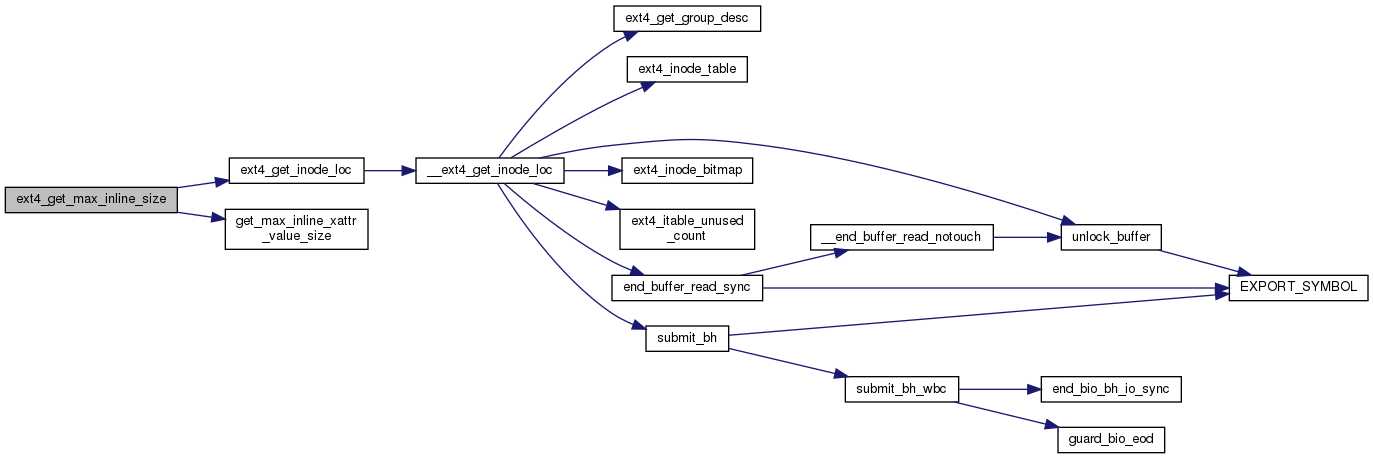 ext4_get_group_desc
ext4_inode_table
ext4_get_inode_loc
__ext4_get_inode_loc
ext4_inode_bitmap
ext4_get_max_inline_size
get_max_inline_xattr
_value_size
ext4_itable_unused
_count
__end_buffer_read_notouch
unlock_buffer
end_buffer_read_sync
EXPORT_SYMBOL
submit_bh
submit_bh_wbc
end_bio_bh_io_sync
guard_bio_eod